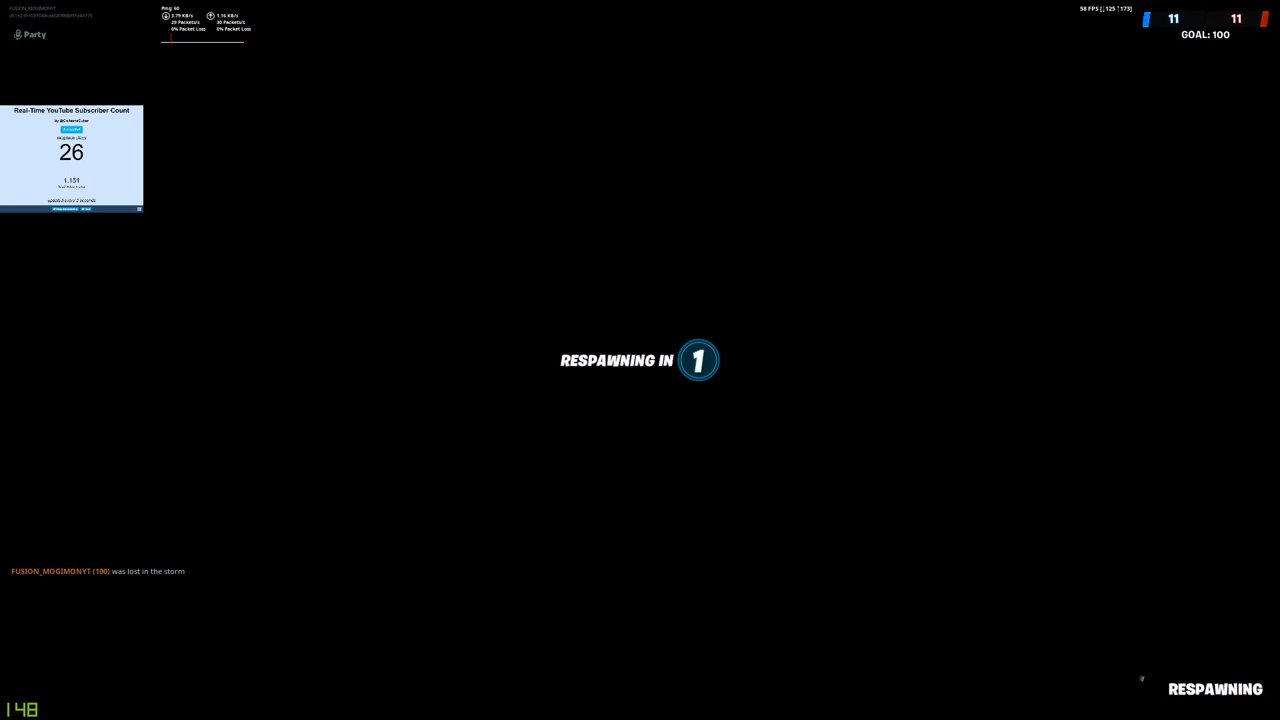 FUSION_MOGIMONYT
Party
Ping: 60
3.79 KB/s
1.16 KB/s
29 Packets/s
30 Packets/s
0% Packet Loss
0% Packet Loss
58 FPS [↓125 ↑173]
11
11
GOAL: 100
Real-Time YouTube Subscriber Count
26
1,151
RESPAWNING IN 1
FUSION_MOGIMONYT (100) was lost in the storm
RESPAWNING
148